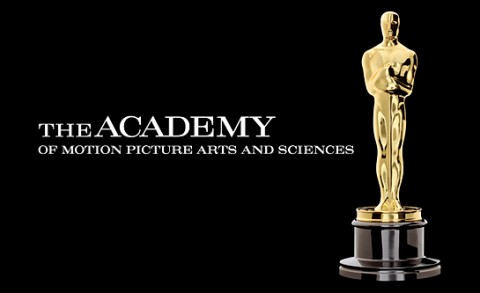 THE ACADEMY
OF MOTION PICTURE ARTS AND SCIENCES